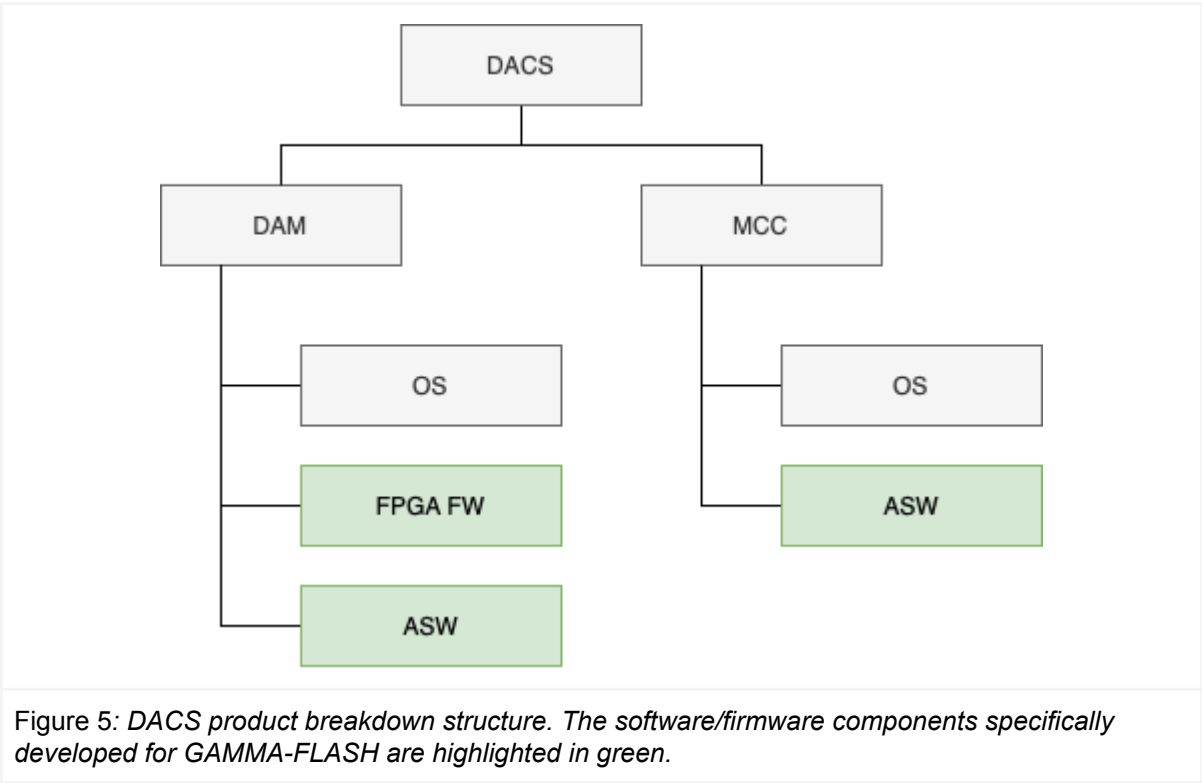 DACS
DAM
MCC
OS
OS
FPGA FW
ASW
ASW
Figure 5: DACS product breakdown structure. The software/firmware components specifically
developed for GAMMA-FLASH are highlighted in green.